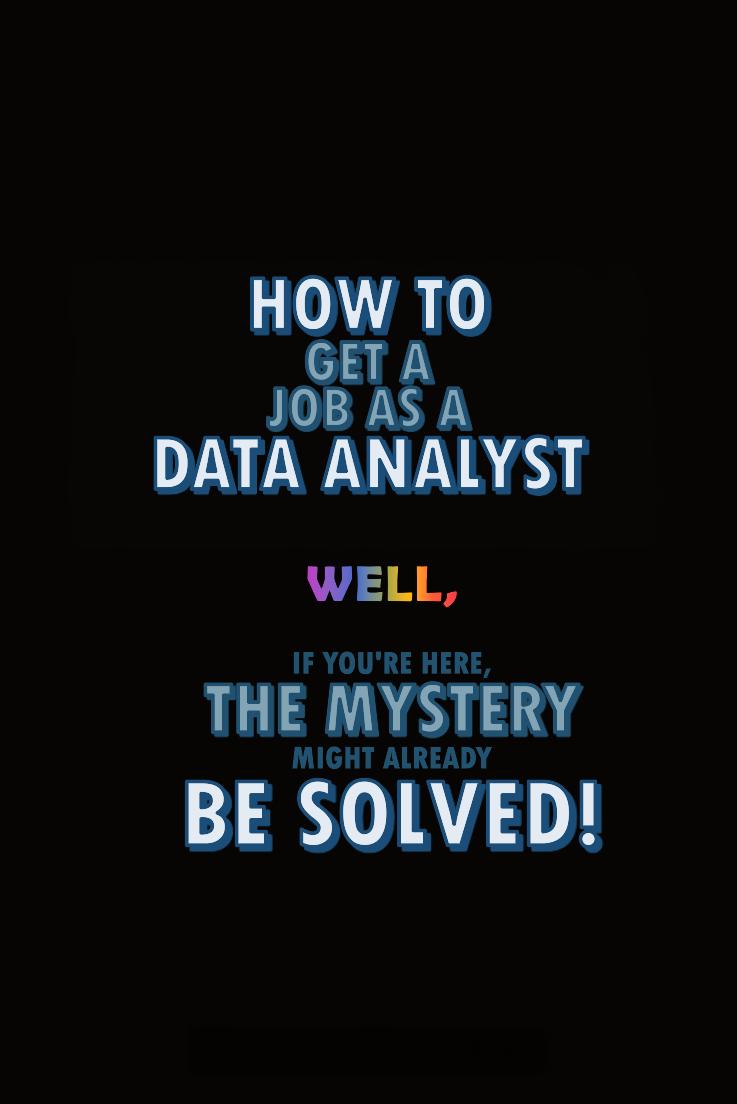 HOW TO
GET A
JOB AS A
DATA ANALYST
WELL,
IF YOU'RE HERE,
THE MYSTERY
MIGHT ALREADY
BE SOLVED!